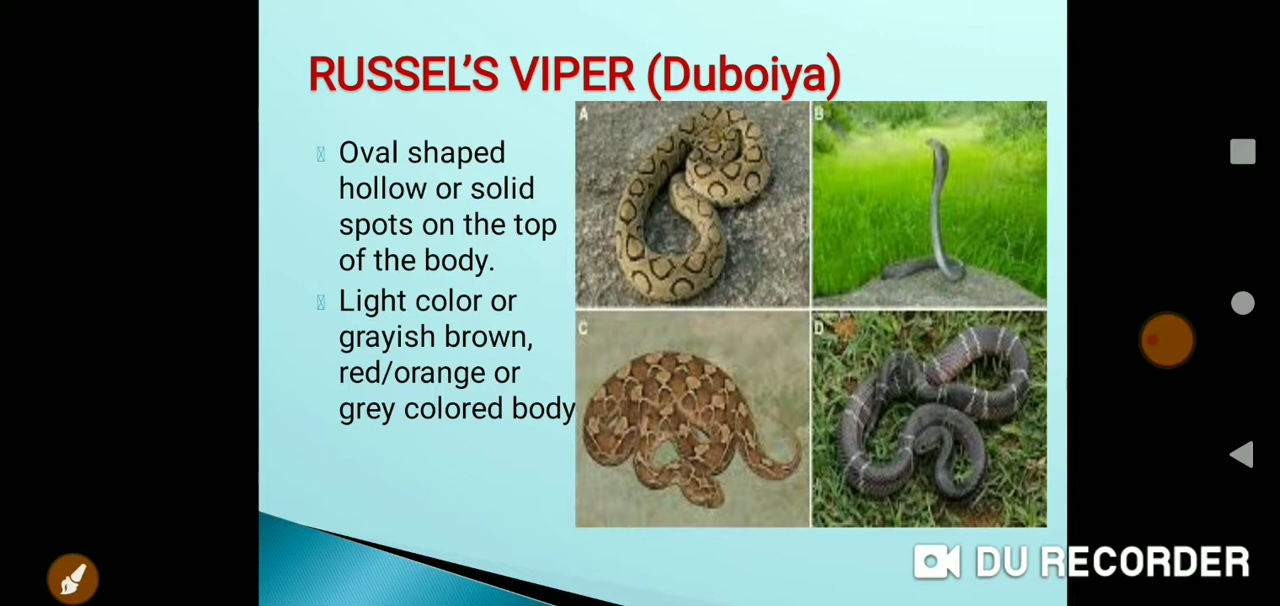 RUSSEL'S VIPER (Duboiya)
Oval shaped
hollow or solid
spots on the top
of the body.
Light color or
grayish brown,
red/orange or
grey colored body
A
B
C
D
DU RECORDER